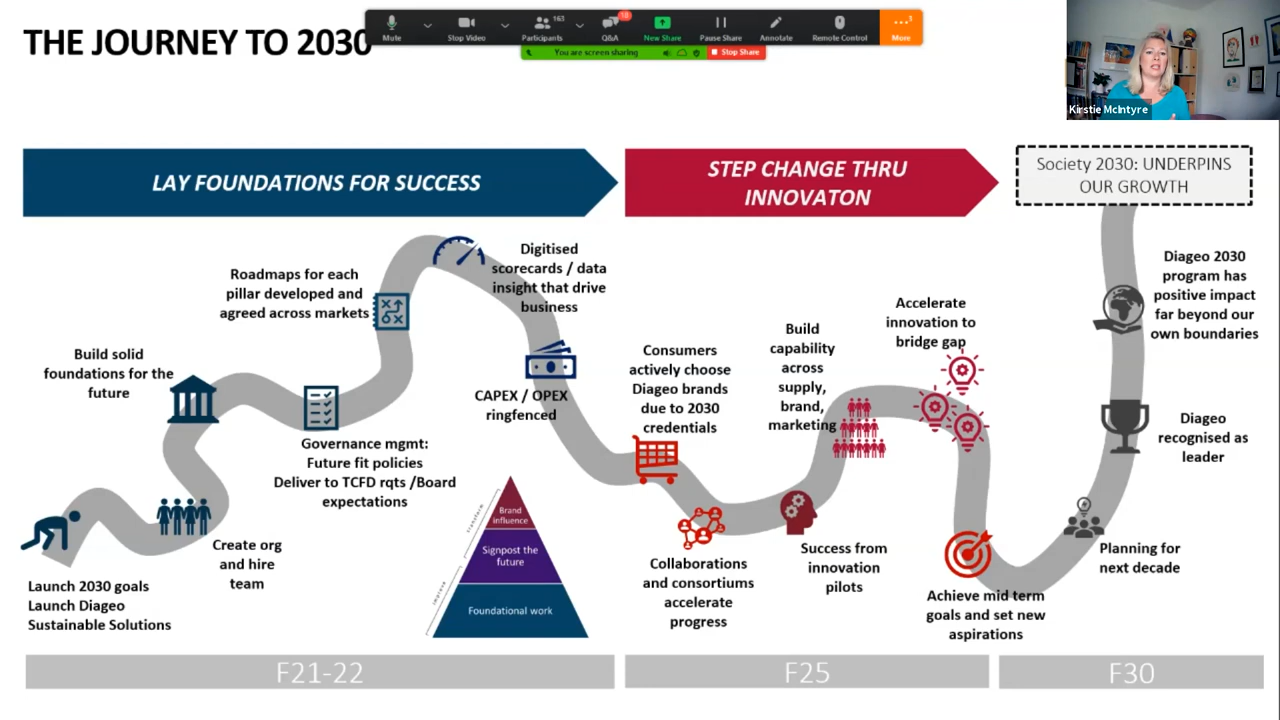 THE JOURNEY TO 2030
Mute
Stop Video
Participants
163
Q&A
New Share
Pause Share
Annotate
Remote Control
More
You are screen sharing
Stop Share
Kirstie McIntyre
LAY FOUNDATIONS FOR SUCCESS
STEP CHANGE THRU
INNOVATON
Society 2030: UNDERPINS
OUR GROWTH
Launch 2030 goals
Launch Diageo
Sustainable Solutions
Create org
and hire
team
Build solid
foundations for the
future
Governance mgmt:
Future fit policies
Deliver to TCFD rqts /Board
expectations
Roadmaps for each
pillar developed and
agreed across markets
Digitised
scorecards / data
insight that drive
business
CAPEX / OPEX
ringfenced
Brand
influence
Signpost the
future
Foundational work
transform
improve
Consumers
actively choose
Diageo brands
due to 2030
credentials
Collaborations
and consortiums
accelerate
progress
Success from
innovation
pilots
Build
capability
across
supply,
brand,
marketing
Accelerate
innovation to
bridge gap
Achieve mid term
goals and set new
aspirations
Planning for
next decade
Diageo
recognised as
leader
Diageo 2030
program has
positive impact
far beyond our
own boundaries
F21-22
F25
F30